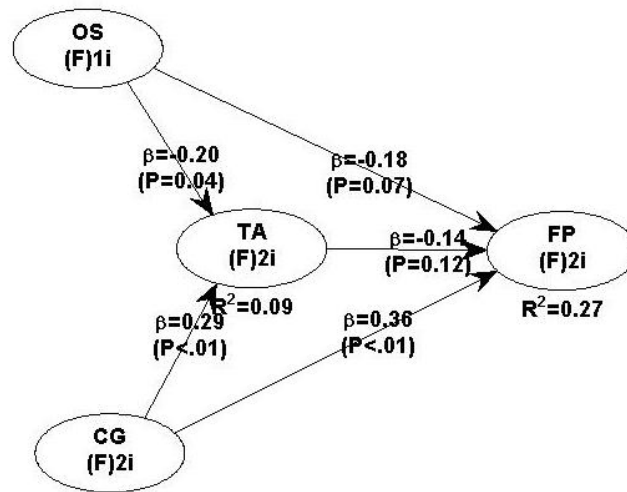 OS
(F)1i
β=-0.20
(P=0.04)
β=-0.18
(P=0.07)
TA
(F)2i
R²=0.09
β=-0.14
(P=0.12)
FP
(F)2i
R²=0.27
β=0.29
(P<.01)
β=0.36
(P<.01)
CG
(F)2i